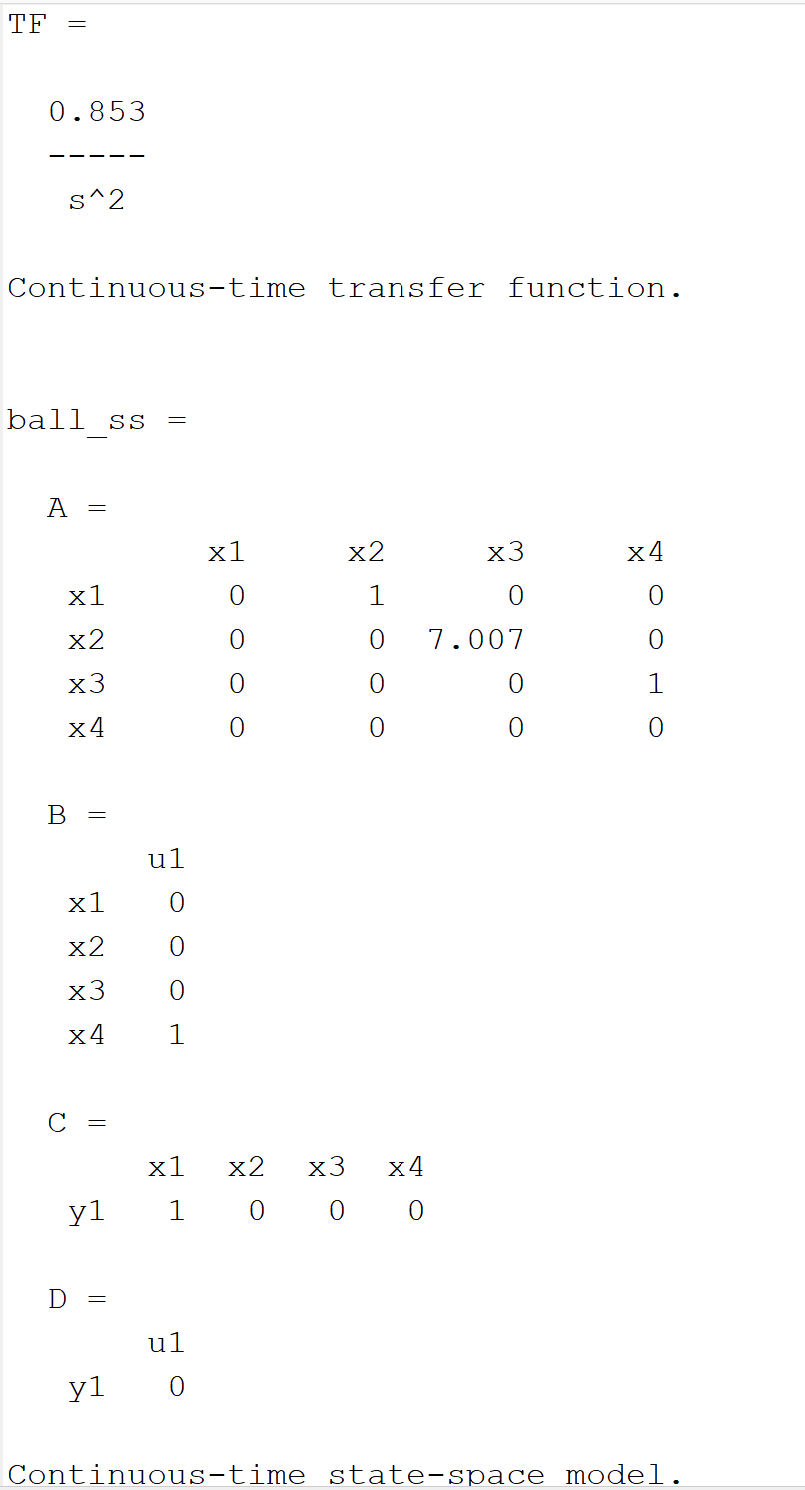 TF =
0.853
-----
s^2
Continuous-time transfer function.
ball_ss =
A =
x1 x2 x3 x4
x1 0 1 0 0
x2 0 0 7.007 0
x3 0 0 0 1
x4 0 0 0 0
B =
u1
x1 0
x2 0
x3 0
x4 1
C =
x1 x2 x3 x4
y1 1 0 0 0
D =
u1
y1 0
Continuous-time state-space model.